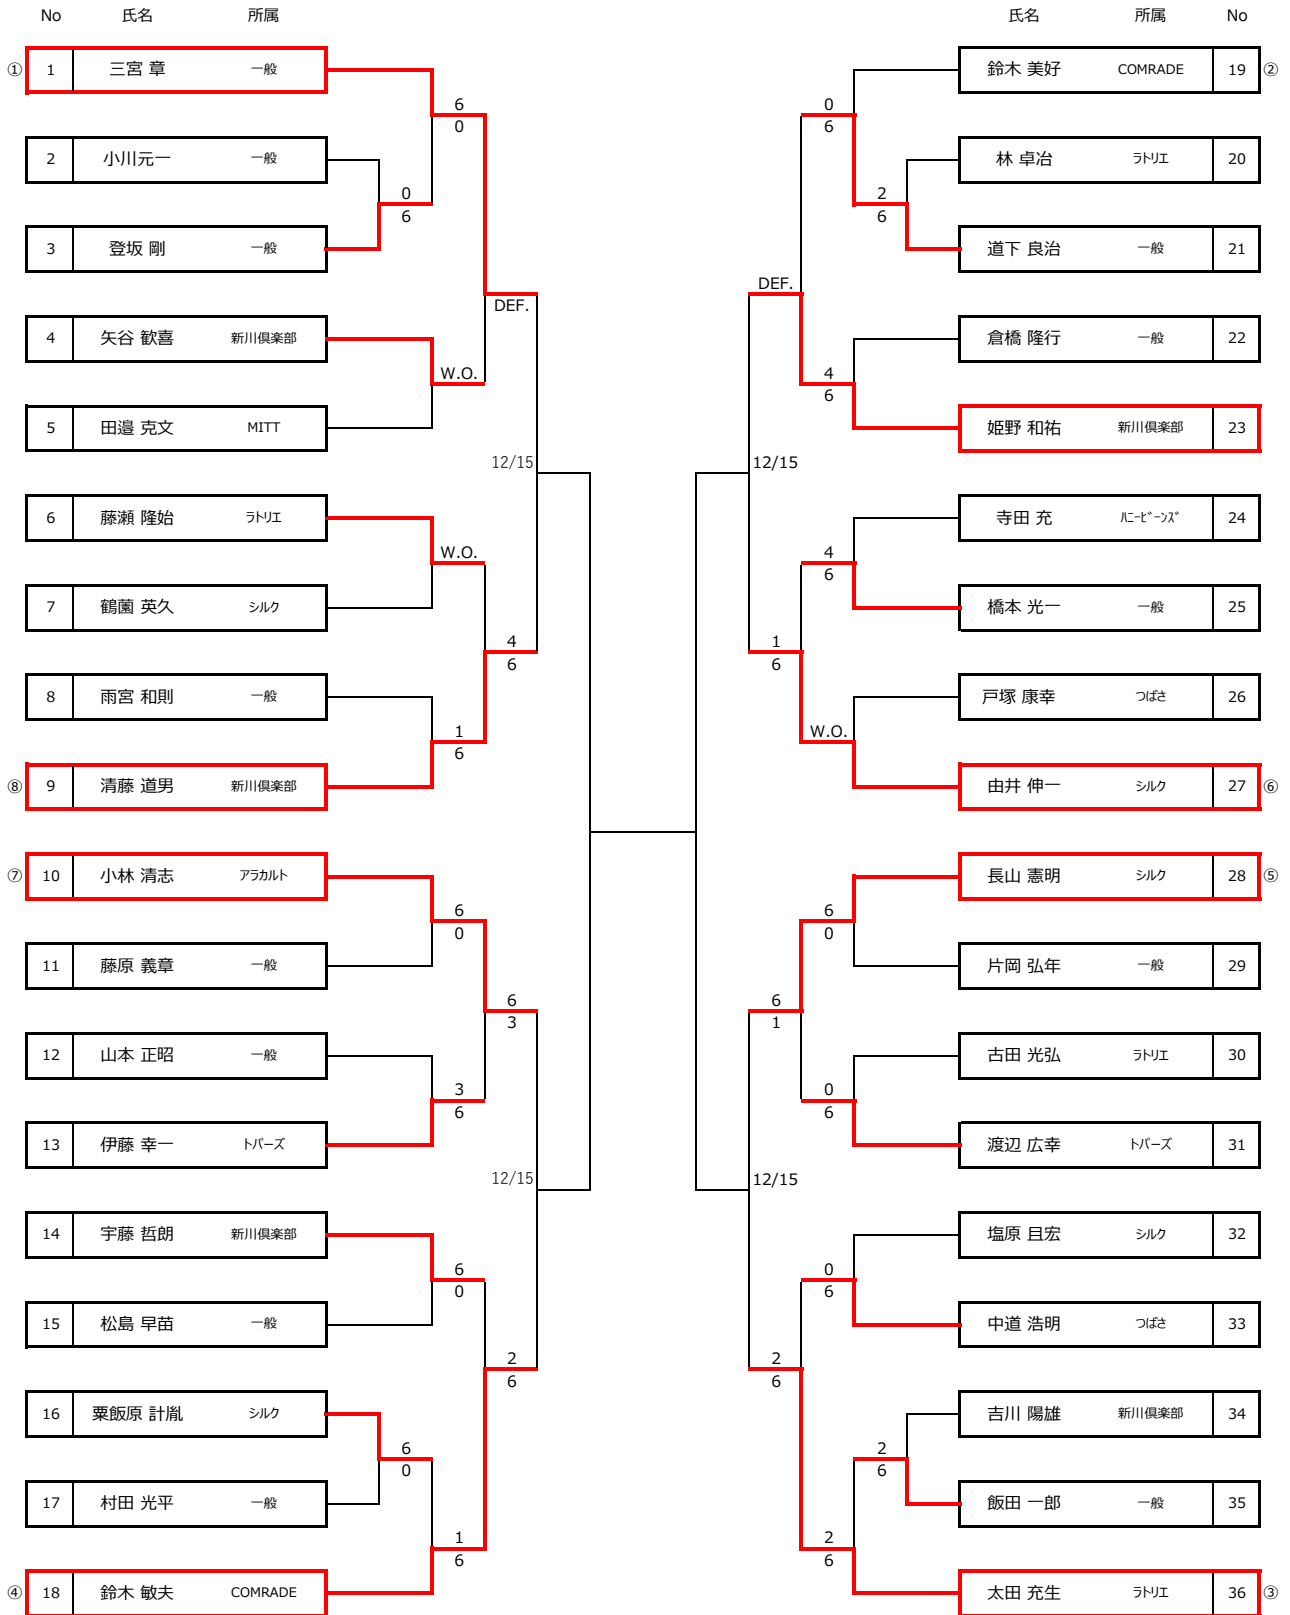 No 氏名 所属 氏名 所属 No
① 1 三宮 章 一般 鈴木 美好 COMRADE 19 ②
6 0
0 6
2 小川元一 一般 林 卓冶 ラトリエ 20
0 2
6 6
3 登坂 剛 一般 道下 良治 一般 21
DEF.
DEF.
4 矢谷 歓喜 新川倶楽部 倉橋 隆行 一般 22
W.O. 4
6
5 田邉 克文 MITT 姫野 和祐 新川倶楽部 23
12/15 12/15
6 藤瀬 隆始 ラトリエ 寺田 充 ﾊﾆｰﾋﾞｰﾝｽﾞ 24
W.O. 4
6
7 鶴薗 英久 シルク 橋本 光一 一般 25
4 1
6 6
8 雨宮 和則 一般 戸塚 康幸 つばさ 26
1 W.O.
6
⑧ 9 清藤 道男 新川倶楽部 由井 伸一 シルク 27 ⑥
⑦ 10 小林 清志 アラカルト 長山 憲明 シルク 28 ⑤
6 6
0 0
11 藤原 義章 一般 片岡 弘年 一般 29
6 6
3 1
12 山本 正昭 一般 古田 光弘 ラトリエ 30
3 0
6 6
13 伊藤 幸一 トパーズ 渡辺 広幸 トパーズ 31
12/15 12/15
14 宇藤 哲朗 新川倶楽部 塩原 且宏 シルク 32
6 0
0 6
15 松島 早苗 一般 中道 浩明 つばさ 33
2 2
6 6
16 粟飯原 計胤 シルク 吉川 陽雄 新川倶楽部 34
6 2
0 6
17 村田 光平 一般 飯田 一郎 一般 35
1 2
6 6
④ 18 鈴木 敏夫 COMRADE 太田 充生 ラトリエ 36 ③